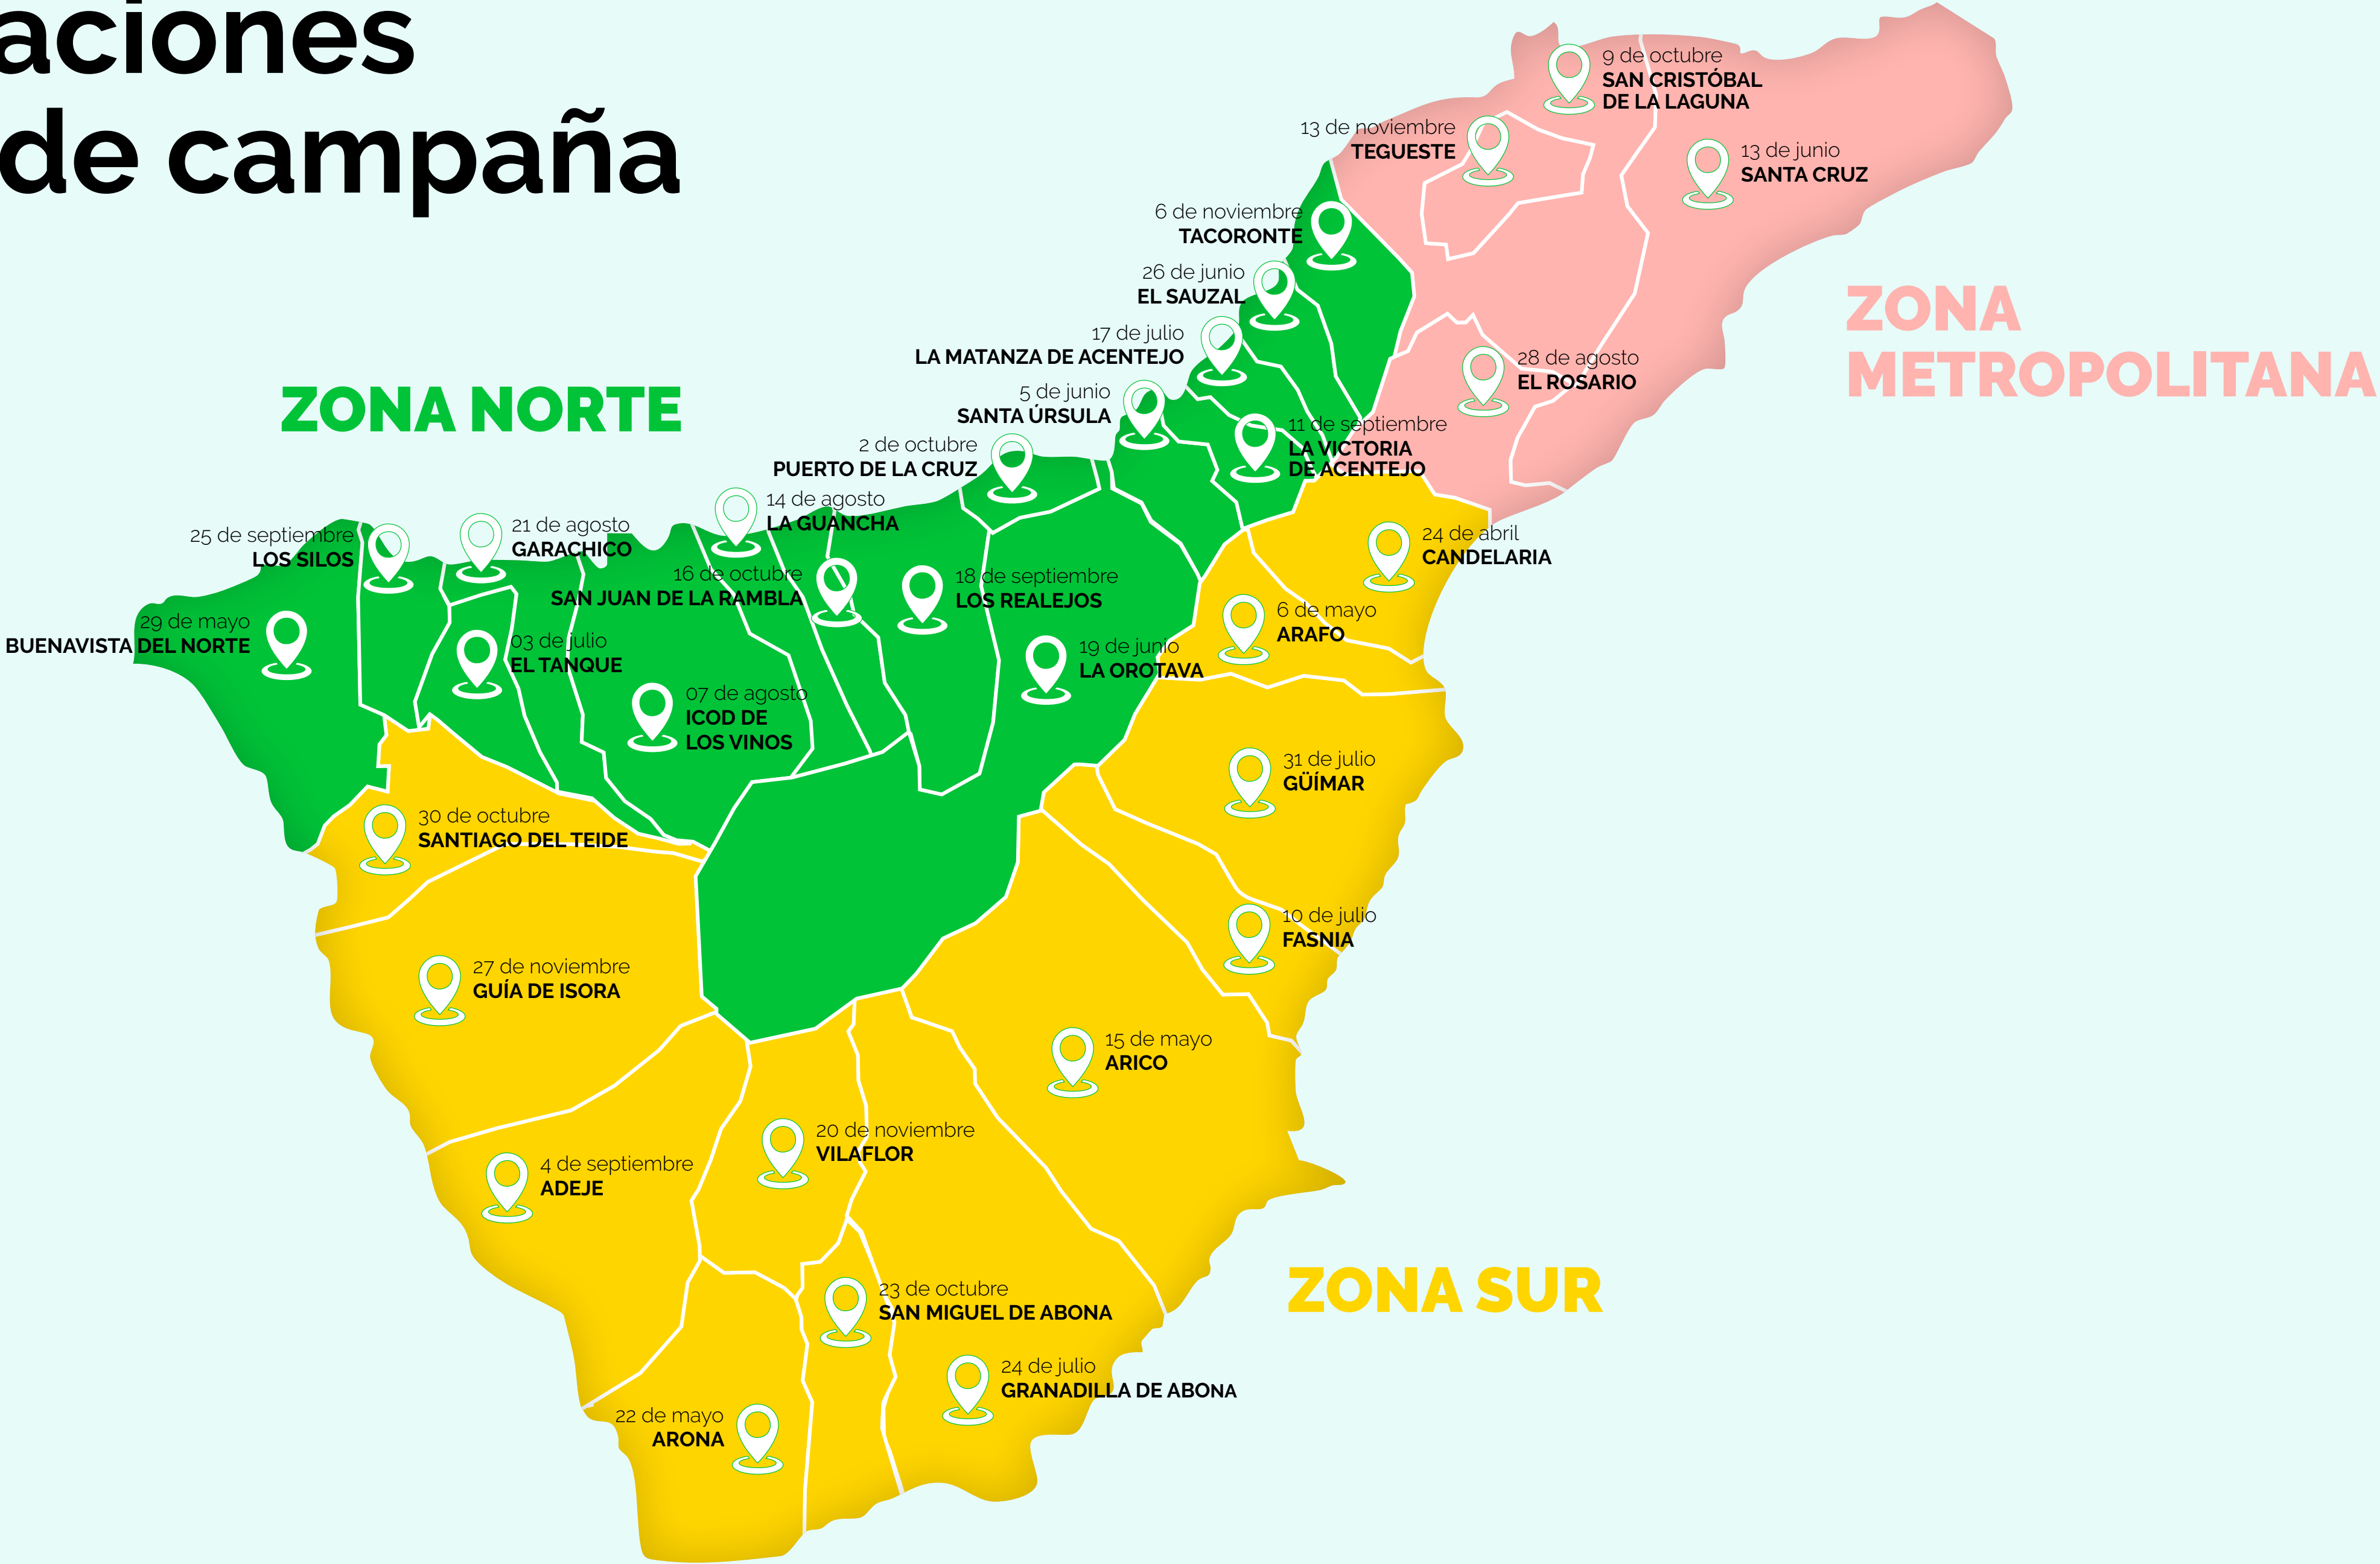 aciones
de campaña
9 de octubre
SAN CRISTÓBAL
DE LA LAGUNA
13 de noviembre
TEGUESTE
13 de junio
SANTA CRUZ
6 de noviembre
TACORONTE
26 de junio
EL SAUZAL
ZONA
METROPOLITANA
17 de julio
LA MATANZA DE ACENTEJO
28 de agosto
EL ROSARIO
ZONA NORTE
5 de junio
SANTA ÚRSULA
11 de septiembre
LA VICTORIA
DE ACENTEJO
2 de octubre
PUERTO DE LA CRUZ
14 de agosto
LA GUANCHA
21 de agosto
GARACHICO
25 de septiembre
LOS SILOS
24 de abril
CANDELARIA
16 de octubre
SAN JUAN DE LA RAMBLA
18 de septiembre
LOS REALEJOS
6 de mayo
ARAFO
29 de mayo
BUENAVISTA DEL NORTE
03 de julio
EL TANQUE
19 de junio
LA OROTAVA
07 de agosto
ICOD DE
LOS VINOS
31 de julio
GÜÍMAR
30 de octubre
SANTIAGO DEL TEIDE
10 de julio
FASNIA
27 de noviembre
GUÍA DE ISORA
15 de mayo
ARICO
20 de noviembre
VILAFLOR
4 de septiembre
ADEJE
ZONA SUR
23 de octubre
SAN MIGUEL DE ABONA
24 de julio
GRANADILLA DE ABONA
22 de mayo
ARONA